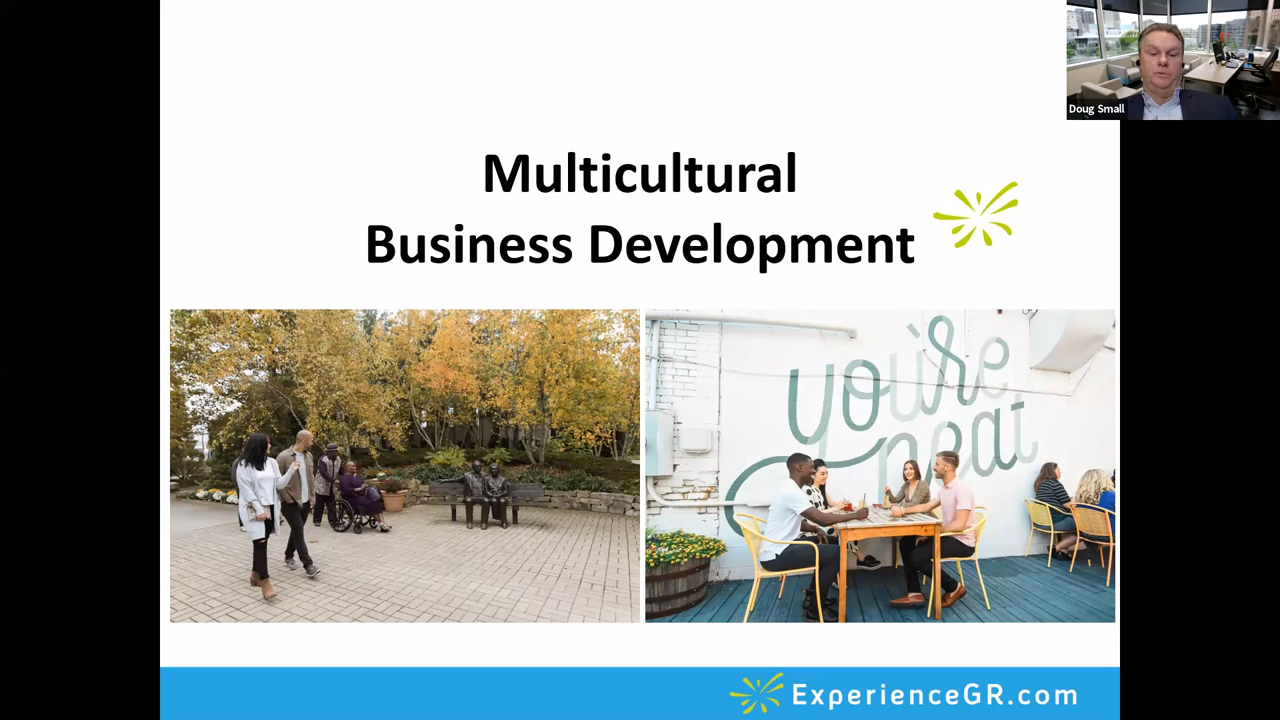 Doug Small
Multicultural
Business Development
you're
neat
ExperienceGR.com